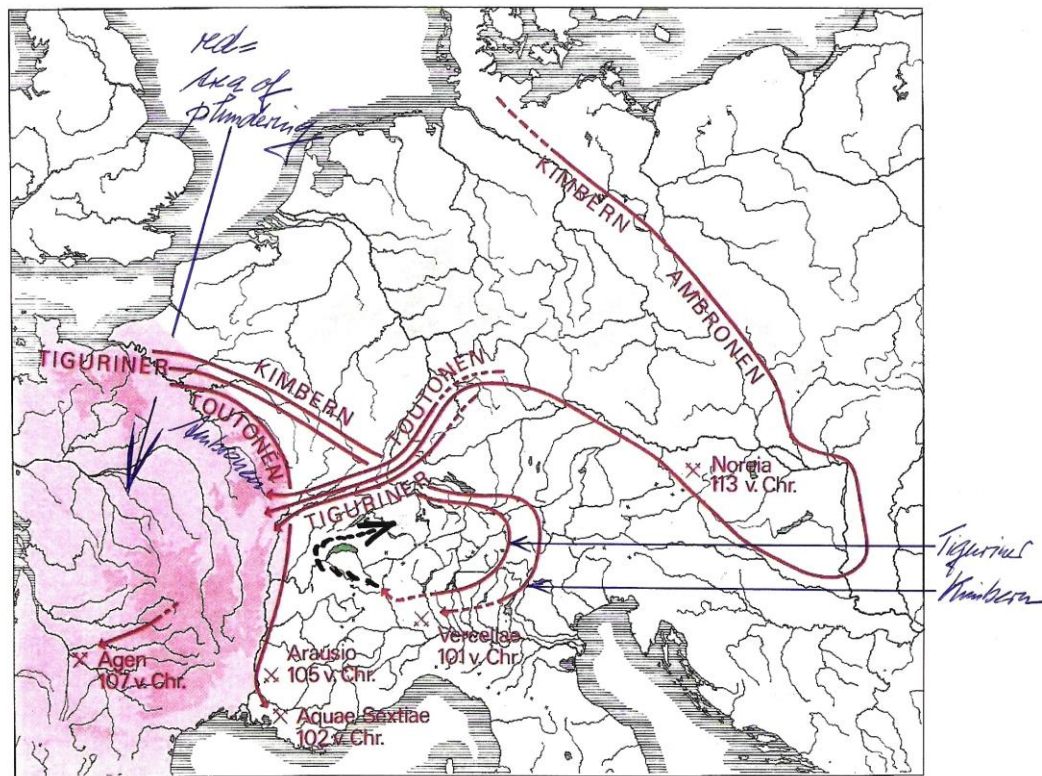 red=
Area of
plundering
KIMBERN
AMBRONEN
TIGURINER
KIMBERN
TOUTONEN
TOUTONEN
Ambronen
TIGURINER
Noreia
113 v. Chr.
Tiguriner
Kimbern
Vercellae
101 v. Chr.
Agen
107 v. Chr.
Arausio
105 v. Chr.
Aquae Sextiae
102 v. Chr.